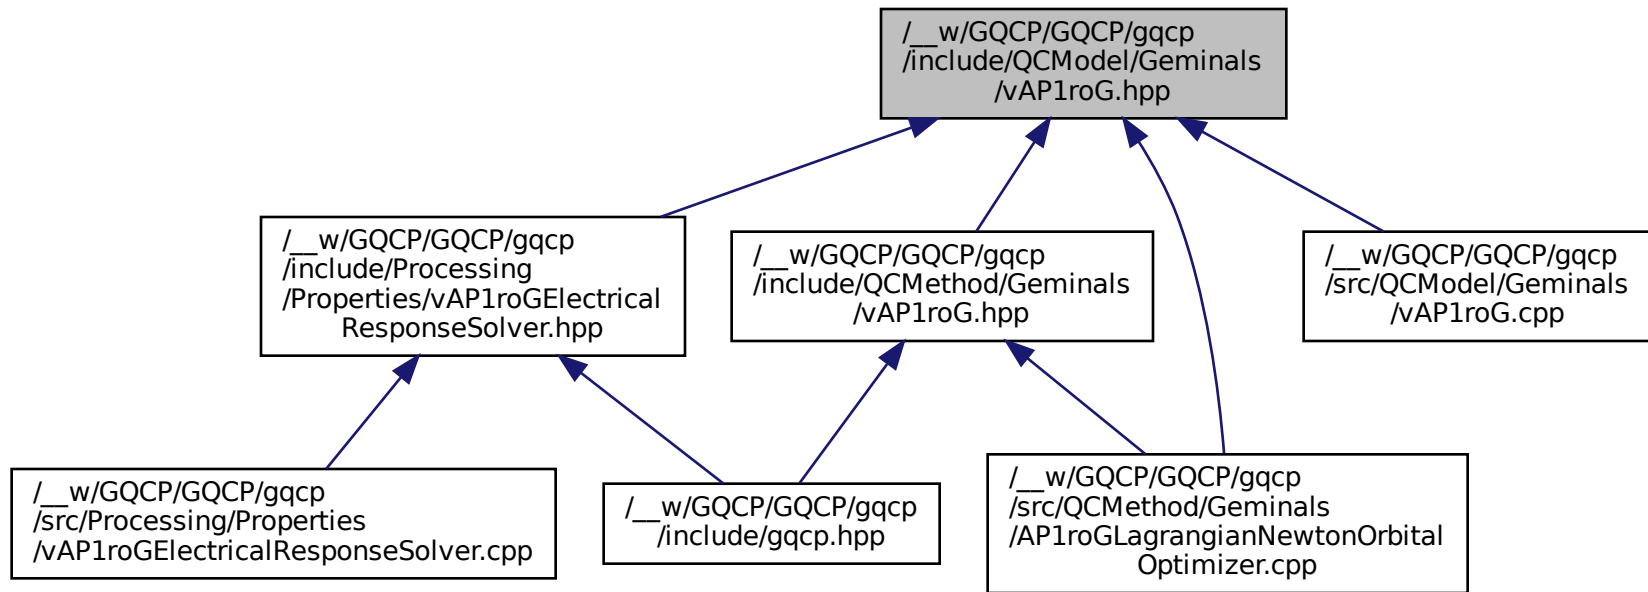 /__w/GQCP/GQCP/gqcp
/include/QCModel/Geminals
/vAP1roG.hpp
/__w/GQCP/GQCP/gqcp
/include/Processing
/Properties/vAP1roGElectrical
ResponseSolver.hpp
/__w/GQCP/GQCP/gqcp
/include/QCMethod/Geminals
/vAP1roG.hpp
/__w/GQCP/GQCP/gqcp
/src/QCModel/Geminals
/vAP1roG.cpp
/__w/GQCP/GQCP/gqcp
/src/Processing/Properties
/vAP1roGElectricalResponseSolver.cpp
/__w/GQCP/GQCP/gqcp
/include/gqcp.hpp
/__w/GQCP/GQCP/gqcp
/src/QCMethod/Geminals
/AP1roGLagrangianNewtonOrbital
Optimizer.cpp